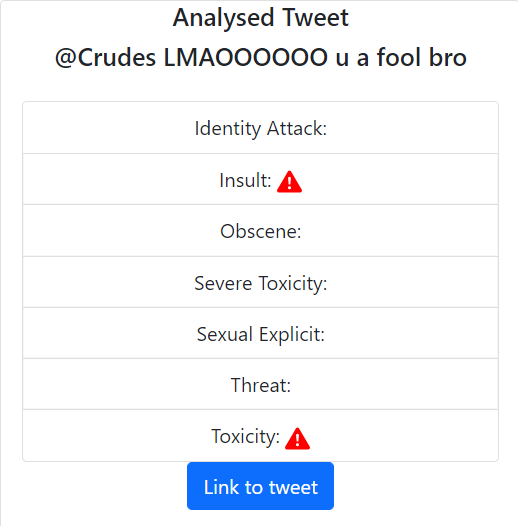 Analysed Tweet
@Crudes LMAOOOOOO u a fool bro
Identity Attack:
Insult:
Obscene:
Severe Toxicity:
Sexual Explicit:
Threat:
Toxicity:
Link to tweet